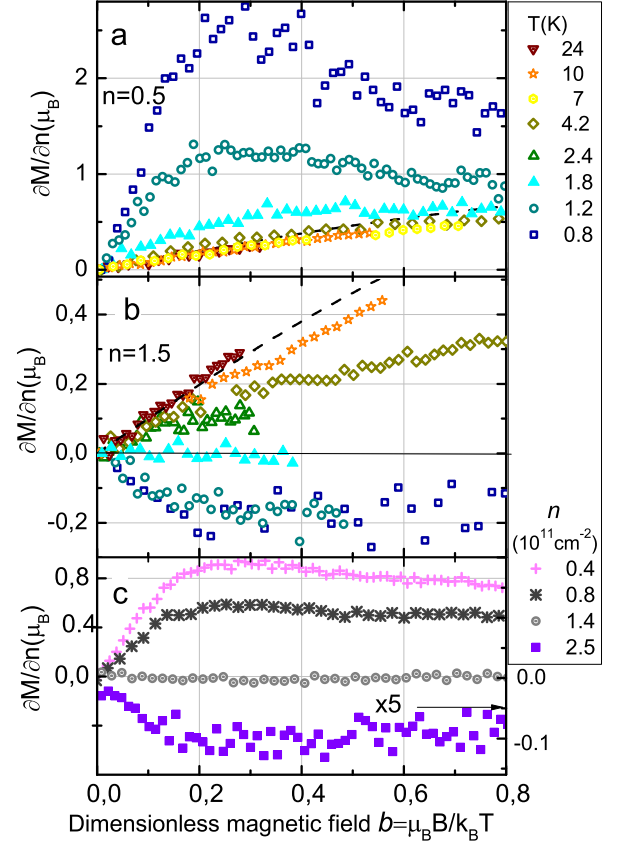 a
n=0.5
2
1
0
∂M/∂n(μB)
b
n=1.5
0,4
0,2
0,0
-0,2
∂M/∂n(μB)
c
0,8
0,4
0,0
∂M/∂n(μB)
x5
0.0
-0.1
0,0
0,2
0,4
0,6
0,8
Dimensionless magnetic field b=μBB/kBT
T(K)
24
10
7
4.2
2.4
1.8
1.2
0.8
n
(10¹¹cm⁻²)
0.4
0.8
1.4
2.5